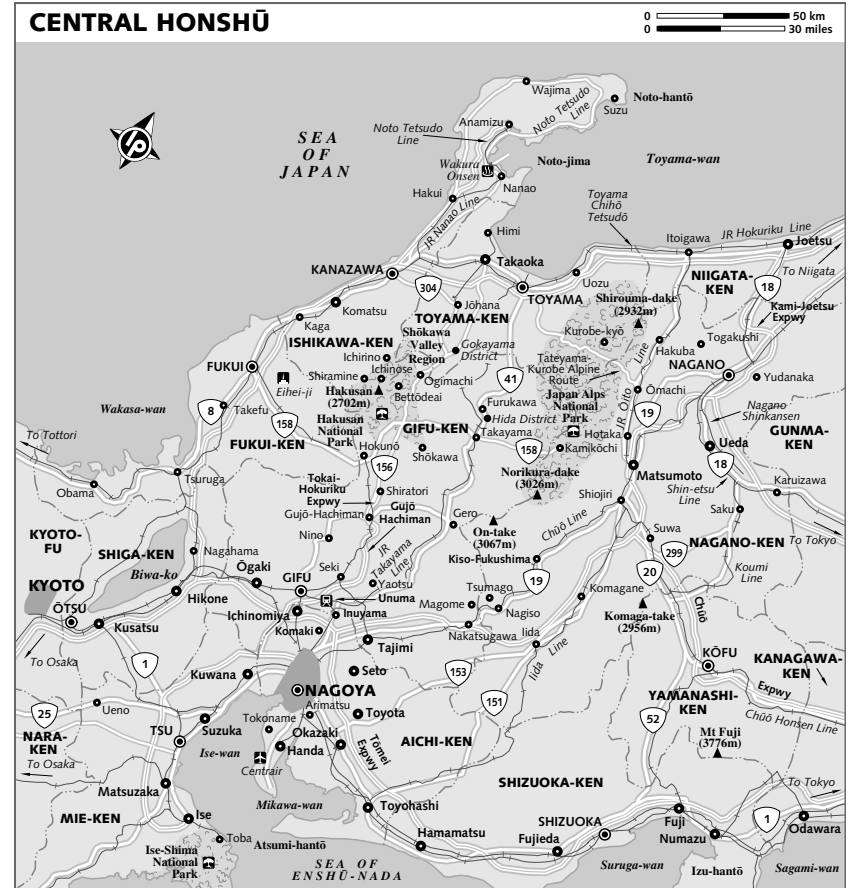 CENTRAL HONSHŪ
0 50 km
0 30 miles
Wajima
Noto-hantō
Suzu
Anamizu
Noto Tetsudo
Line
Noto Tetsudo
Line
SEA
OF
JAPAN
Wakura
Onsen
Noto-jima
Toyama-wan
Nanao
Hakui
JR Nanao Line
Toyama
Chihō
Tetsudō
Himi
Itoigawa
JR Hokuriku Line
Joetsu
Takaoka
To Niigata
KANAZAWA
NIIGATA-
KEN
Uozu
304
TOYAMA
18
Shirouma-dake
(2932m)
Kami-Joetsu
Expwy
Komatsu
Jōhana
TOYAMA-KEN
Kaga
ISHIKAWA-KEN
Shōkawa
Valley
Region
Kurobe-kyō
Togakushi
Hakuba
Ichirino
Gokayama
District
NAGANO
FUKUI
Ichinose
Tateyama-
Kurobe Alpine
Route
Yudanaka
Shiramine
Ogimachi
41
Eihei-ji
Hakusan
(2702m)
Bettōdeai
Japan Alps
National
Park
JR Ōito Line
Ōmachi
Wakasa-wan
8
Takefu
Furukawa
19
Nagano
Shinkansen
Hakusan
National
Park
Hida District
GUNMA-
KEN
158
GIFU-KEN
Takayama
Hotaka
To Tottori
FUKUI-KEN
158
Kamikōchi
Ueda
Hokunō
Shōkawa
156
Norikura-dake
(3026m)
Matsumoto
18
Tsuruga
Tokai-
Hokuriku
Expwy
Shin-etsu
Line
Karuizawa
Obama
Shiratori
Shiojiri
Gujō
Hachiman
Gujō-Hachiman
Gero
On-take
(3067m)
Chūō Line
Saku
KYOTO-
FU
Nino
Suwa
NAGANO-KEN
To Tokyo
SHIGA-KEN
Nagahama
JR
Takayama
Line
Kiso-Fukushima
299
Koumi
Line
Biwa-ko
Ōgaki
Seki
20
KYOTO
GIFU
Yaotsu
Tsumago
19
Komagane
ŌTSU
Hikone
Unuma
Magome
Nagiso
Komaga-take
(2956m)
Chūō
Expwy
Kusatsu
Ichinomiya
Inuyama
Komaki
Nakatsugawa
Iida
Iida Line
To Osaka
Tajimi
KŌFU
KANAGAWA-
KEN
1
Kuwana
Seto
153
NAGOYA
YAMANASHI-
KEN
Chūō Honsen Line
25
Ueno
Arimatsu
Toyota
151
52
NARA-
KEN
Suzuka
Tokoname
Mt Fuji
(3776m)
TSU
Okazaki
Tōmei
Expwy
AICHI-KEN
Ise-wan
Handa
To Osaka
Centrair
SHIZUOKA-KEN
Matsuzaka
Mikawa-wan
To Tokyo
Toyohashi
MIE-KEN
Ise
SHIZUOKA
Fuji
1
Toba
Atsumi-hantō
Hamamatsu
Fujieda
Numazu
Odawara
Ise-Shima
National
Park
SEA OF
ENSHŪ-NADA
Suruga-wan
Izu-hantō
Sagami-wan